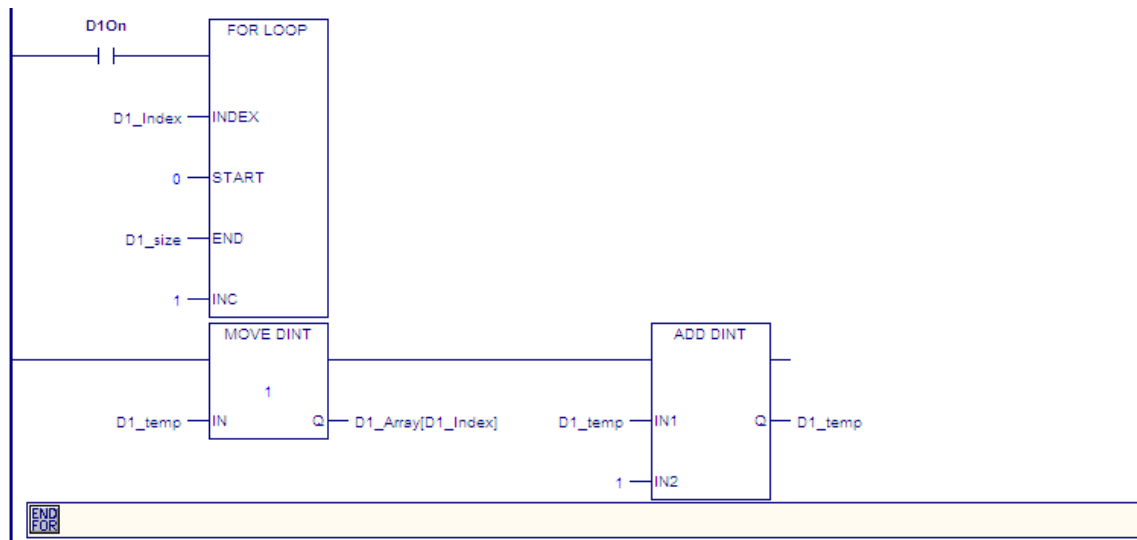 D1On
FOR LOOP
D1_Index INDEX
0 START
D1_size END
1 INC
MOVE DINT
ADD DINT
1
D1_temp IN Q D1_Array[D1_Index] D1_temp IN1 Q D1_temp
1 IN2
END
FOR